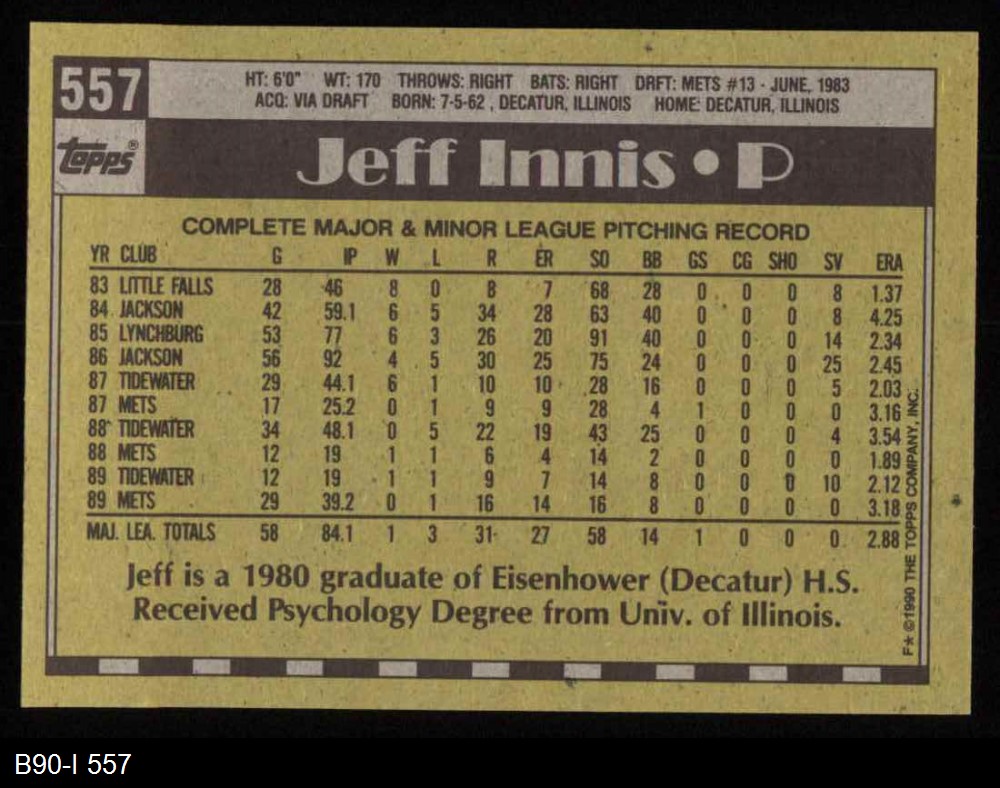 557
HT: 6'0" WT: 170 THROWS: RIGHT BATS: RIGHT DRFT: METS #13 - JUNE, 1983
ACQ: VIA DRAFT BORN: 7-5-62, DECATUR, ILLINOIS HOME: DECATUR, ILLINOIS
topps®
Jeff Innis • P
COMPLETE MAJOR & MINOR LEAGUE PITCHING RECORD
YR CLUB G IP W L R ER SO BB GS CG SHO SV ERA
83 LITTLE FALLS 28 46 8 0 8 7 68 28 0 0 0 8 1.37
84 JACKSON 42 59.1 6 5 34 28 63 40 0 0 0 8 4.25
85 LYNCHBURG 53 77 6 3 26 20 91 40 0 0 0 14 2.34
86 JACKSON 56 92 4 5 30 25 75 24 0 0 0 25 2.45
87 TIDEWATER 29 44.1 6 1 10 10 28 16 0 0 0 5 2.03
87 METS 17 25.2 0 1 9 9 28 4 1 0 0 0 3.16
88 TIDEWATER 34 48.1 0 5 22 19 43 25 0 0 0 4 3.54
88 METS 12 19 1 1 6 4 14 2 0 0 0 0 1.89
89 TIDEWATER 12 19 1 1 9 7 14 8 0 0 0 10 2.12
89 METS 29 39.2 0 1 16 14 16 8 0 0 0 0 3.18
MAJ. LEA. TOTALS 58 84.1 1 3 31 27 58 14 1 0 0 0 2.88
Jeff is a 1980 graduate of Eisenhower (Decatur) H.S.
Received Psychology Degree from Univ. of Illinois.
F★ ©1990 THE TOPPS COMPANY, INC.
B90-I 557